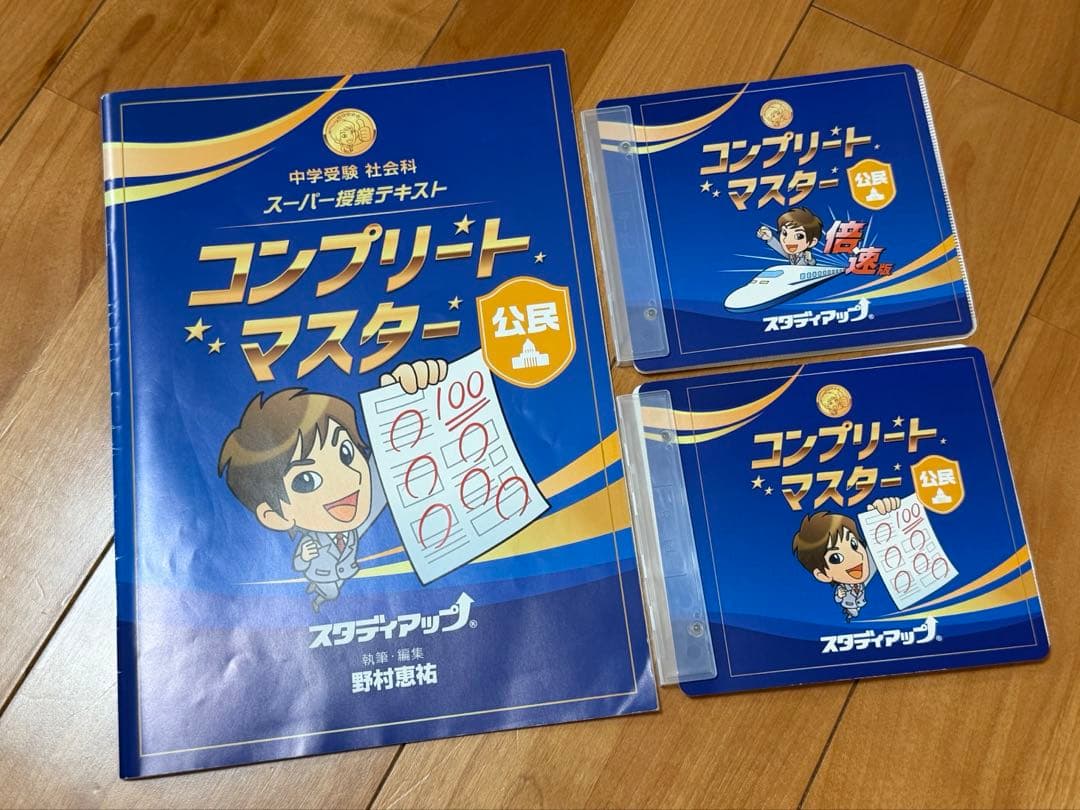 中学受験 社会科
スーパー授業テキスト
コンプリート
マスター
公民
100
スタディアップ®
執筆・編集
野村恵祐
コンプリート
マスター
公民
倍速版
スタディアップ®
コンプリート
マスター
公民
100
スタディアップ®